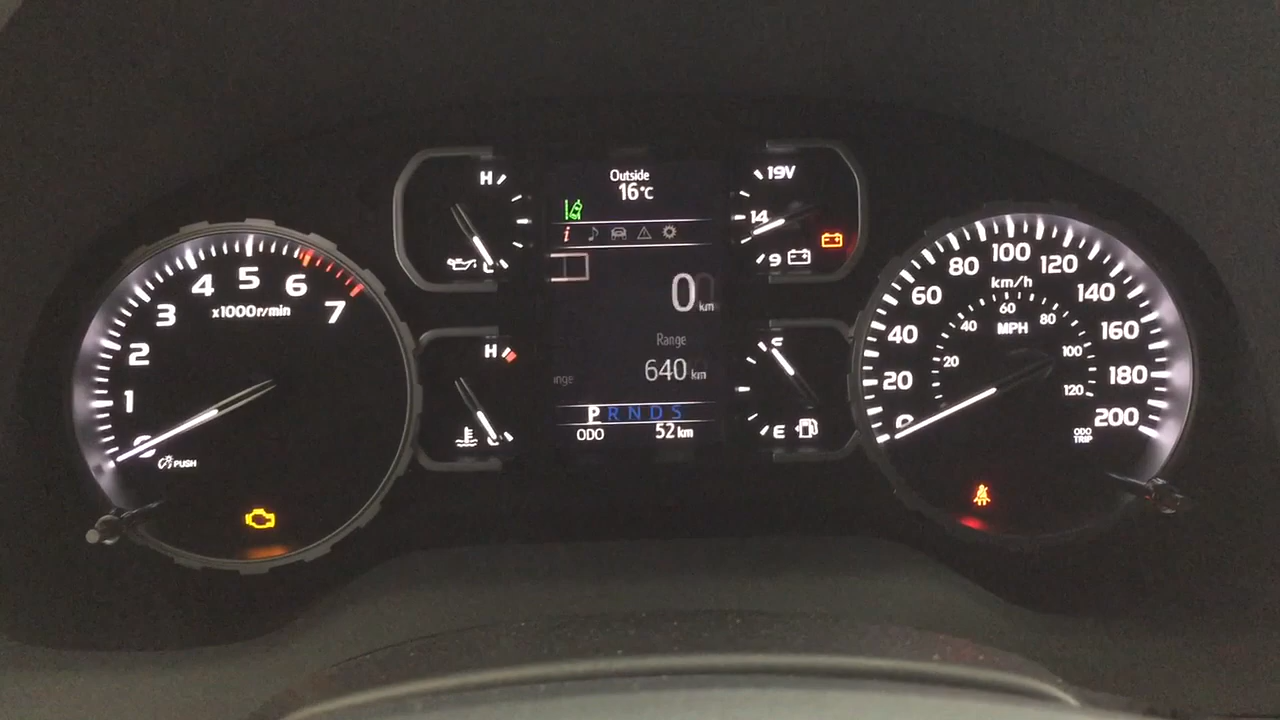 Outside
16°C
i
0 km
Range
640 km
nge
P R N D S
ODO 52 km
H
L
H
C
19V
14
9
F
E
0
1
2
3
4
5
6
7
x1000r/min
PUSH
0
20
40
60
80
100
120
140
160
180
200
km/h
20
40
60
80
100
120
MPH
ODO
TRIP